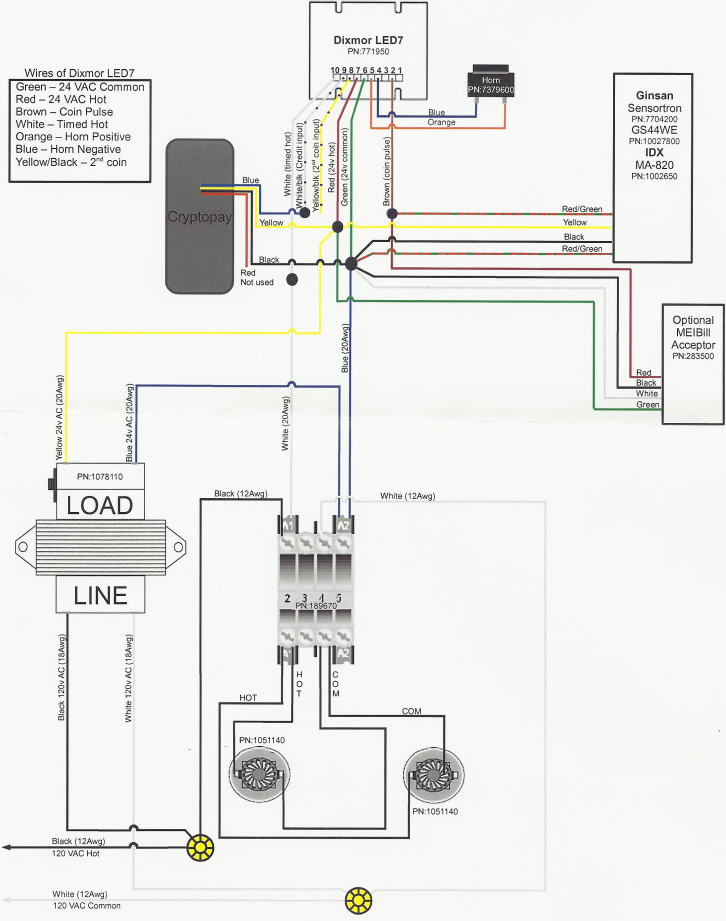 Dixmor LED7
PN:771950
10 9 8 7 6 5 4 3 2 1
Wires of Dixmor LED7
Green – 24 VAC Common
Red – 24 VAC Hot
Brown – Coin Pulse
White – Timed Hot
Orange – Horn Positive
Blue – Horn Negative
Yellow/Black – 2nd coin
Horn
PN:7379600
Blue
Orange
Ginsan
Sensortron
PN:7704200
GS44WE
PN:10027800
IDX
MA-820
PN:1002650
White (timed hot)
White/blk (Credit input)
Yellow/blk (2nd coin input)
Red (24v hot)
Green (24v common)
Brown (coin pulse)
Cryptopay
Blue
Yellow
Black
Red
Not used
Red/Green
Yellow
Black
Red/Green
Optional
MEIBill
Acceptor
PN:283500
Red
Black
White
Green
Blue (20Awg)
Yellow 24v AC (20Awg)
Blue 24v AC (20Awg)
White (20Awg)
PN:1078110
LOAD
LINE
Black (12Awg)
White (12Awg)
A1
A2
2 3 4 5
PN:189670
A2
HOT
COM
HOT
COM
PN:1051140
PN:1051140
Black 120v AC (18Awg)
White 120v AC (18Awg)
Black (12Awg)
120 VAC Hot
White (12Awg)
120 VAC Common